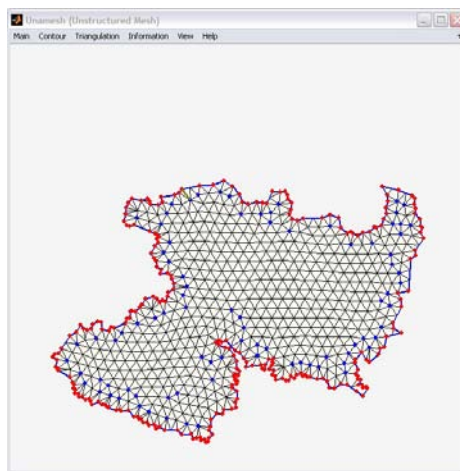 Unamesh (Unstructured Mesh)
Main Contour Triangulation Information View Help